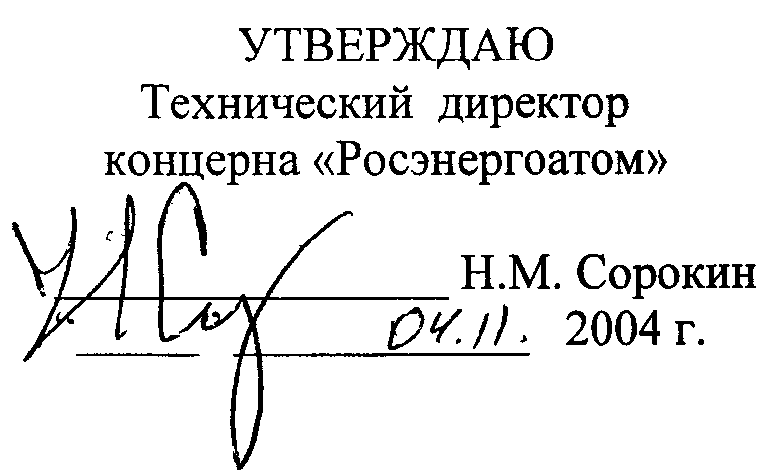 УТВЕРЖДАЮ
Технический директор
концерна «Росэнергоатом»
Н.М. Сорокин
04.11. 2004 г.